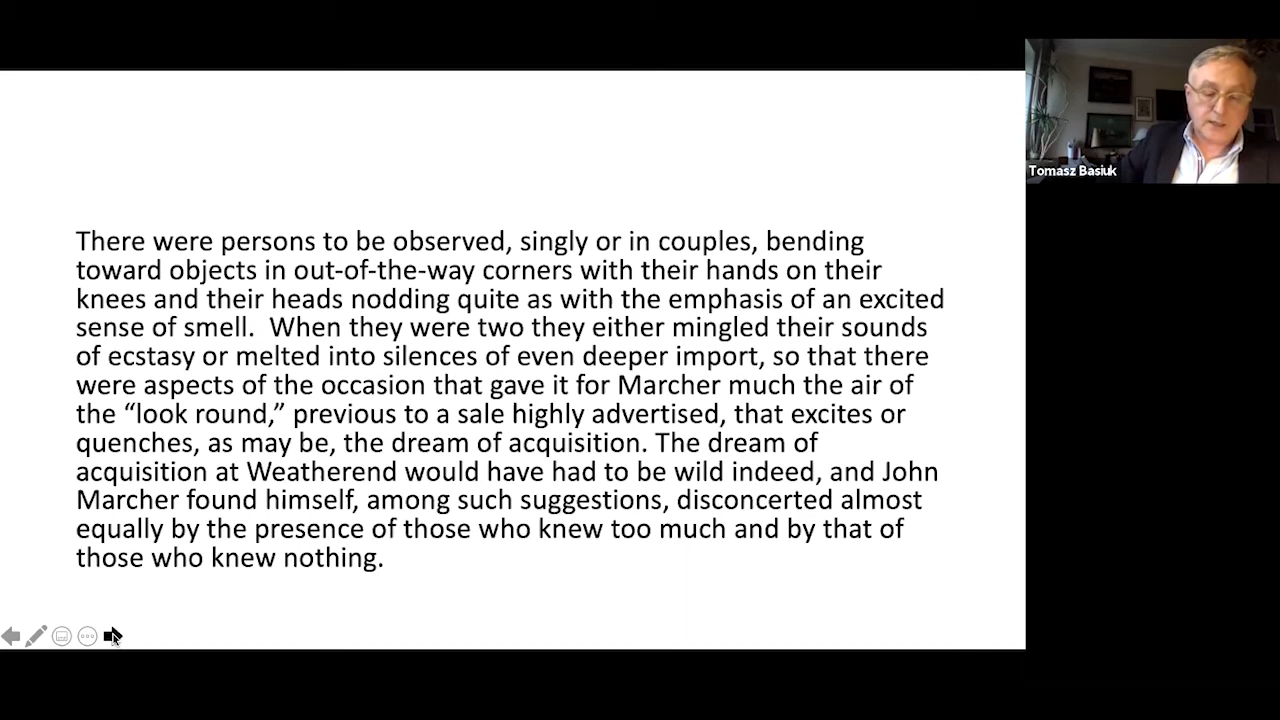 There were persons to be observed, singly or in couples, bending
toward objects in out-of-the-way corners with their hands on their
knees and their heads nodding quite as with the emphasis of an excited
sense of smell.  When they were two they either mingled their sounds
of ecstasy or melted into silences of even deeper import, so that there
were aspects of the occasion that gave it for Marcher much the air of
the “look round,” previous to a sale highly advertised, that excites or
quenches, as may be, the dream of acquisition. The dream of
acquisition at Weatherend would have had to be wild indeed, and John
Marcher found himself, among such suggestions, disconcerted almost
equally by the presence of those who knew too much and by that of
those who knew nothing.
Tomasz Basiuk